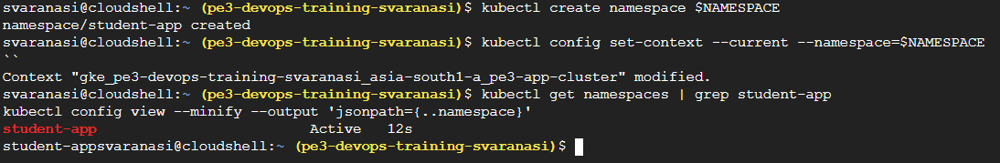 svaranasi@cloudshell:~ (pe3-devops-training-svaranasi)$ kubectl create namespace $NAMESPACE
namespace/student-app created
svaranasi@cloudshell:~ (pe3-devops-training-svaranasi)$ kubectl config set-context --current --namespace=$NAMESPACE
``
Context "gke_pe3-devops-training-svaranasi_asia-south1-a_pe3-app-cluster" modified.
svaranasi@cloudshell:~ (pe3-devops-training-svaranasi)$ kubectl get namespaces | grep student-app
kubectl config view --minify --output 'jsonpath={..namespace}'
student-app Active 12s
student-appsvaranasi@cloudshell:~ (pe3-devops-training-svaranasi)$